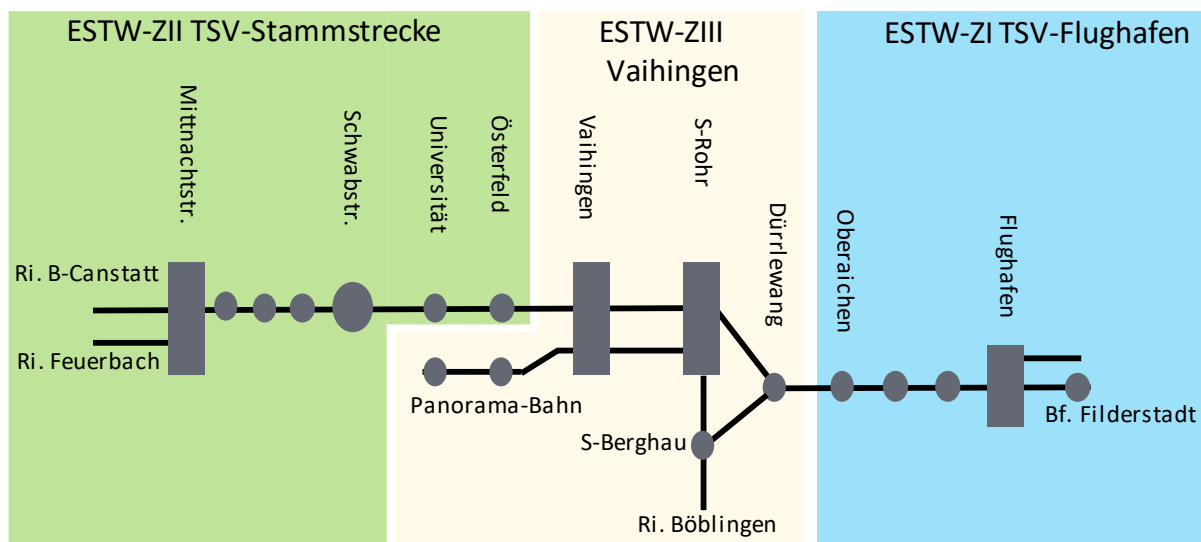 ESTW-ZII TSV-Stammstrecke
ESTW-ZIII
Vaihingen
ESTW-ZI TSV-Flughafen
Mittnachtstr.
Schwabstr.
Universität
Österfeld
Vaihingen
S-Rohr
Dürrlewang
Oberaichen
Flughafen
Ri. B-Canstatt
Ri. Feuerbach
Panorama-Bahn
Bf. Filderstadt
S-Berghau
Ri. Böblingen